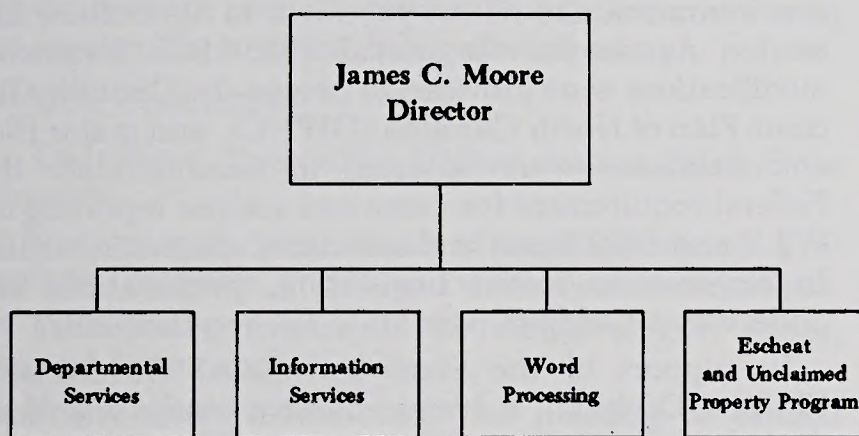 James C. Moore
Director
Departmental
Services
Information
Services
Word
Processing
Escheat
and Unclaimed
Property Program